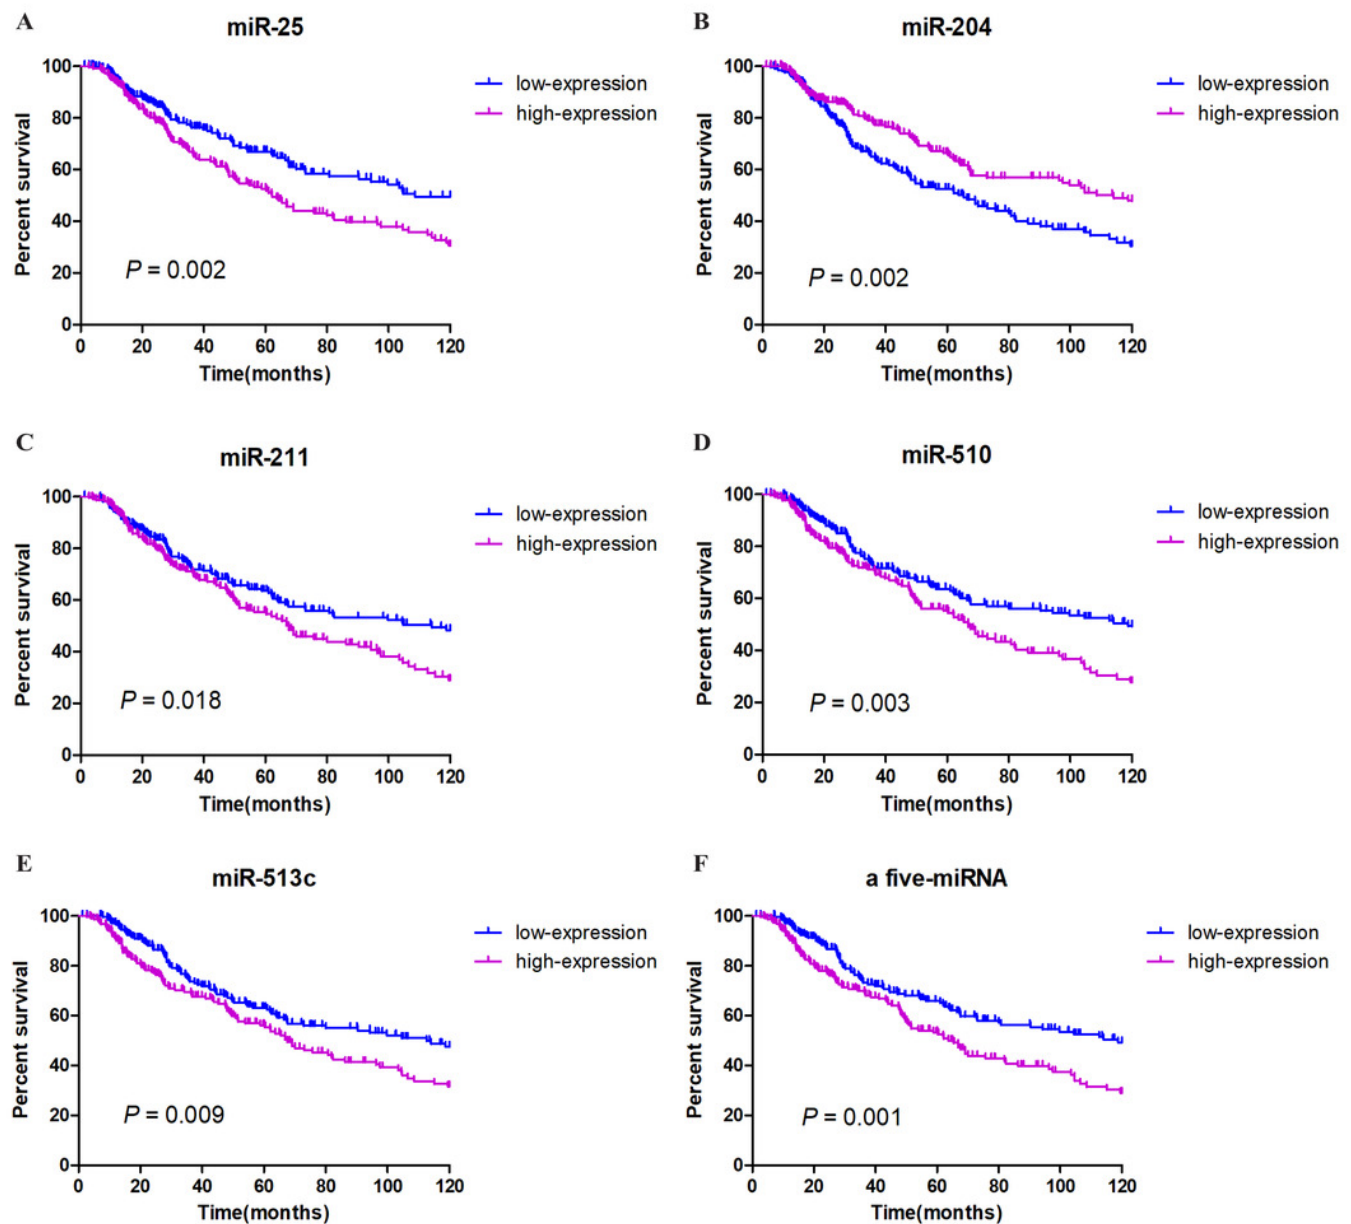 A
miR-25
100
80
60
40
20
0
Percent survival
low-expression
high-expression
P = 0.002
0 20 40 60 80 100 120
Time(months)
B
miR-204
100
80
60
40
20
0
Percent survival
low-expression
high-expression
P = 0.002
0 20 40 60 80 100 120
Time(months)
C
miR-211
100
80
60
40
20
0
Percent survival
low-expression
high-expression
P = 0.018
0 20 40 60 80 100 120
Time(months)
D
miR-510
100
80
60
40
20
0
Percent survival
low-expression
high-expression
P = 0.003
0 20 40 60 80 100 120
Time(months)
E
miR-513c
100
80
60
40
20
0
Percent survival
low-expression
high-expression
P = 0.009
0 20 40 60 80 100 120
Time(months)
F
a five-miRNA
100
80
60
40
20
0
Percent survival
low-expression
high-expression
P = 0.001
0 20 40 60 80 100 120
Time(months)